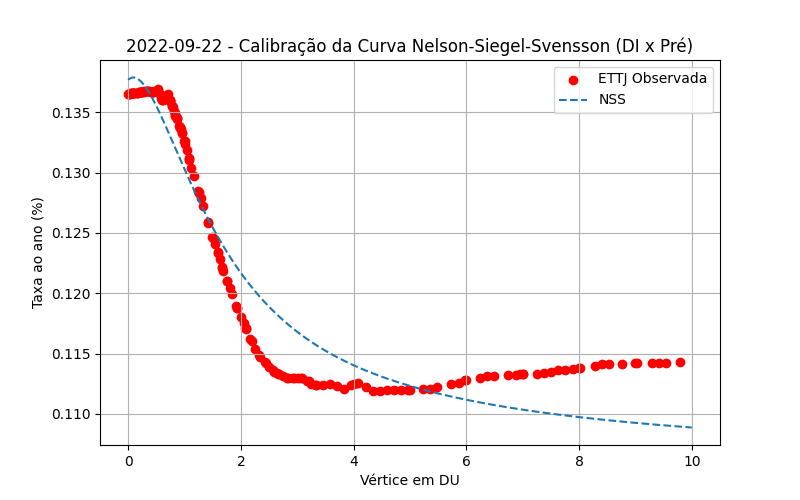 2022-09-22 - Calibração da Curva Nelson-Siegel-Svensson (DI x Pré)
ETTJ Observada
NSS
Taxa ao ano (%)
0.135
0.130
0.125
0.120
0.115
0.110
0 2 4 6 8 10
Vértice em DU